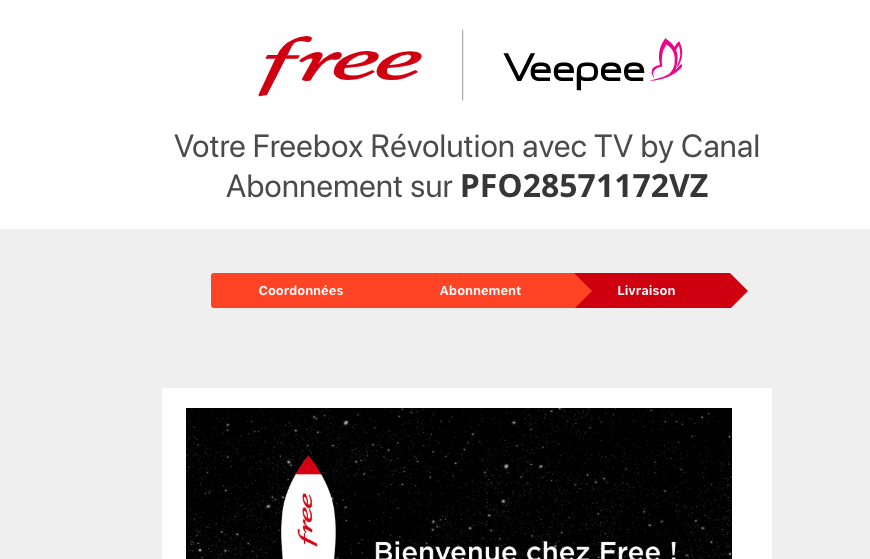 free
Veepee
Votre Freebox Révolution avec TV by Canal
Abonnement sur PFO28571172VZ
Coordonnées Abonnement Livraison
free
Bienvenue chez Free !